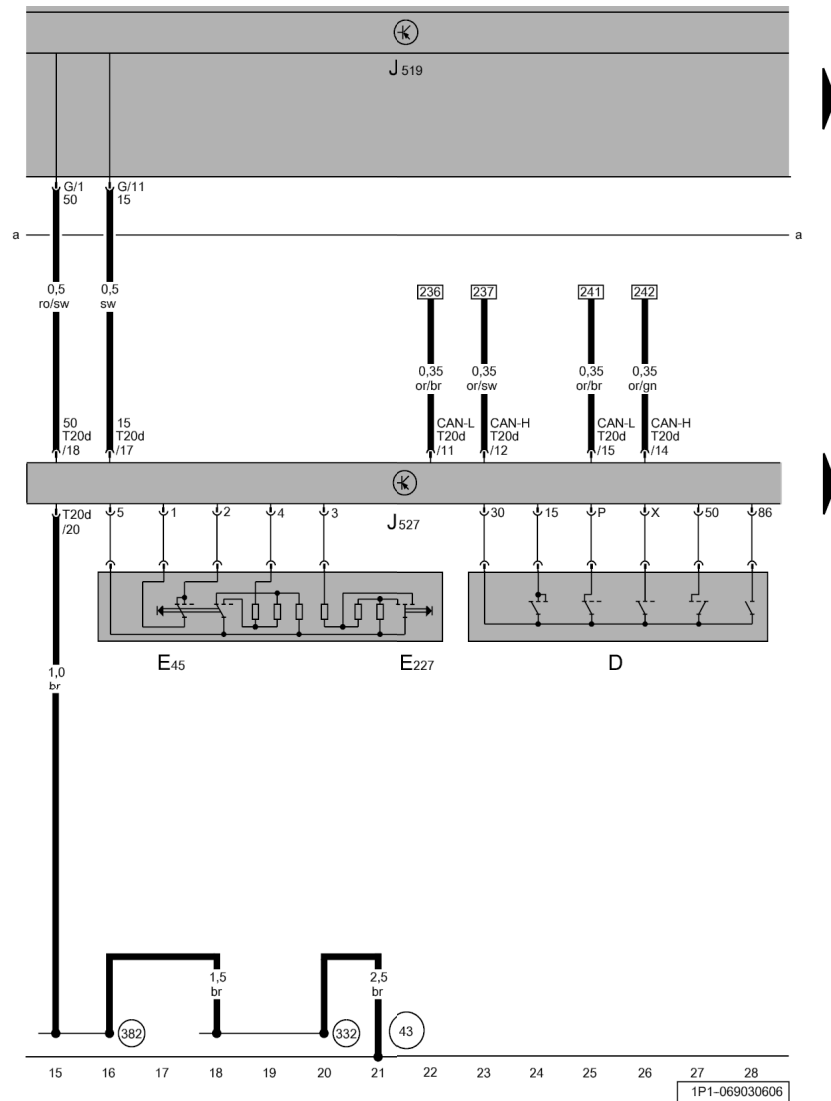 J 519
G/1
50
G/11
15
a
a
0,5
ro/sw
0,5
sw
236
237
241
242
0,35
or/br
0,35
or/sw
0,35
or/br
0,35
or/gn
50
T20d
/18
15
T20d
/17
CAN-L
T20d
/11
CAN-H
T20d
/12
CAN-L
T20d
/15
CAN-H
T20d
/14
T20d
/20
5
1
2
4
3
J 527
30
15
P
X
50
86
E45
E227
D
1,0
br
1,5
br
2,5
br
382
332
43
15 16 17 18 19 20 21 22 23 24 25 26 27 28
1P1-069030606